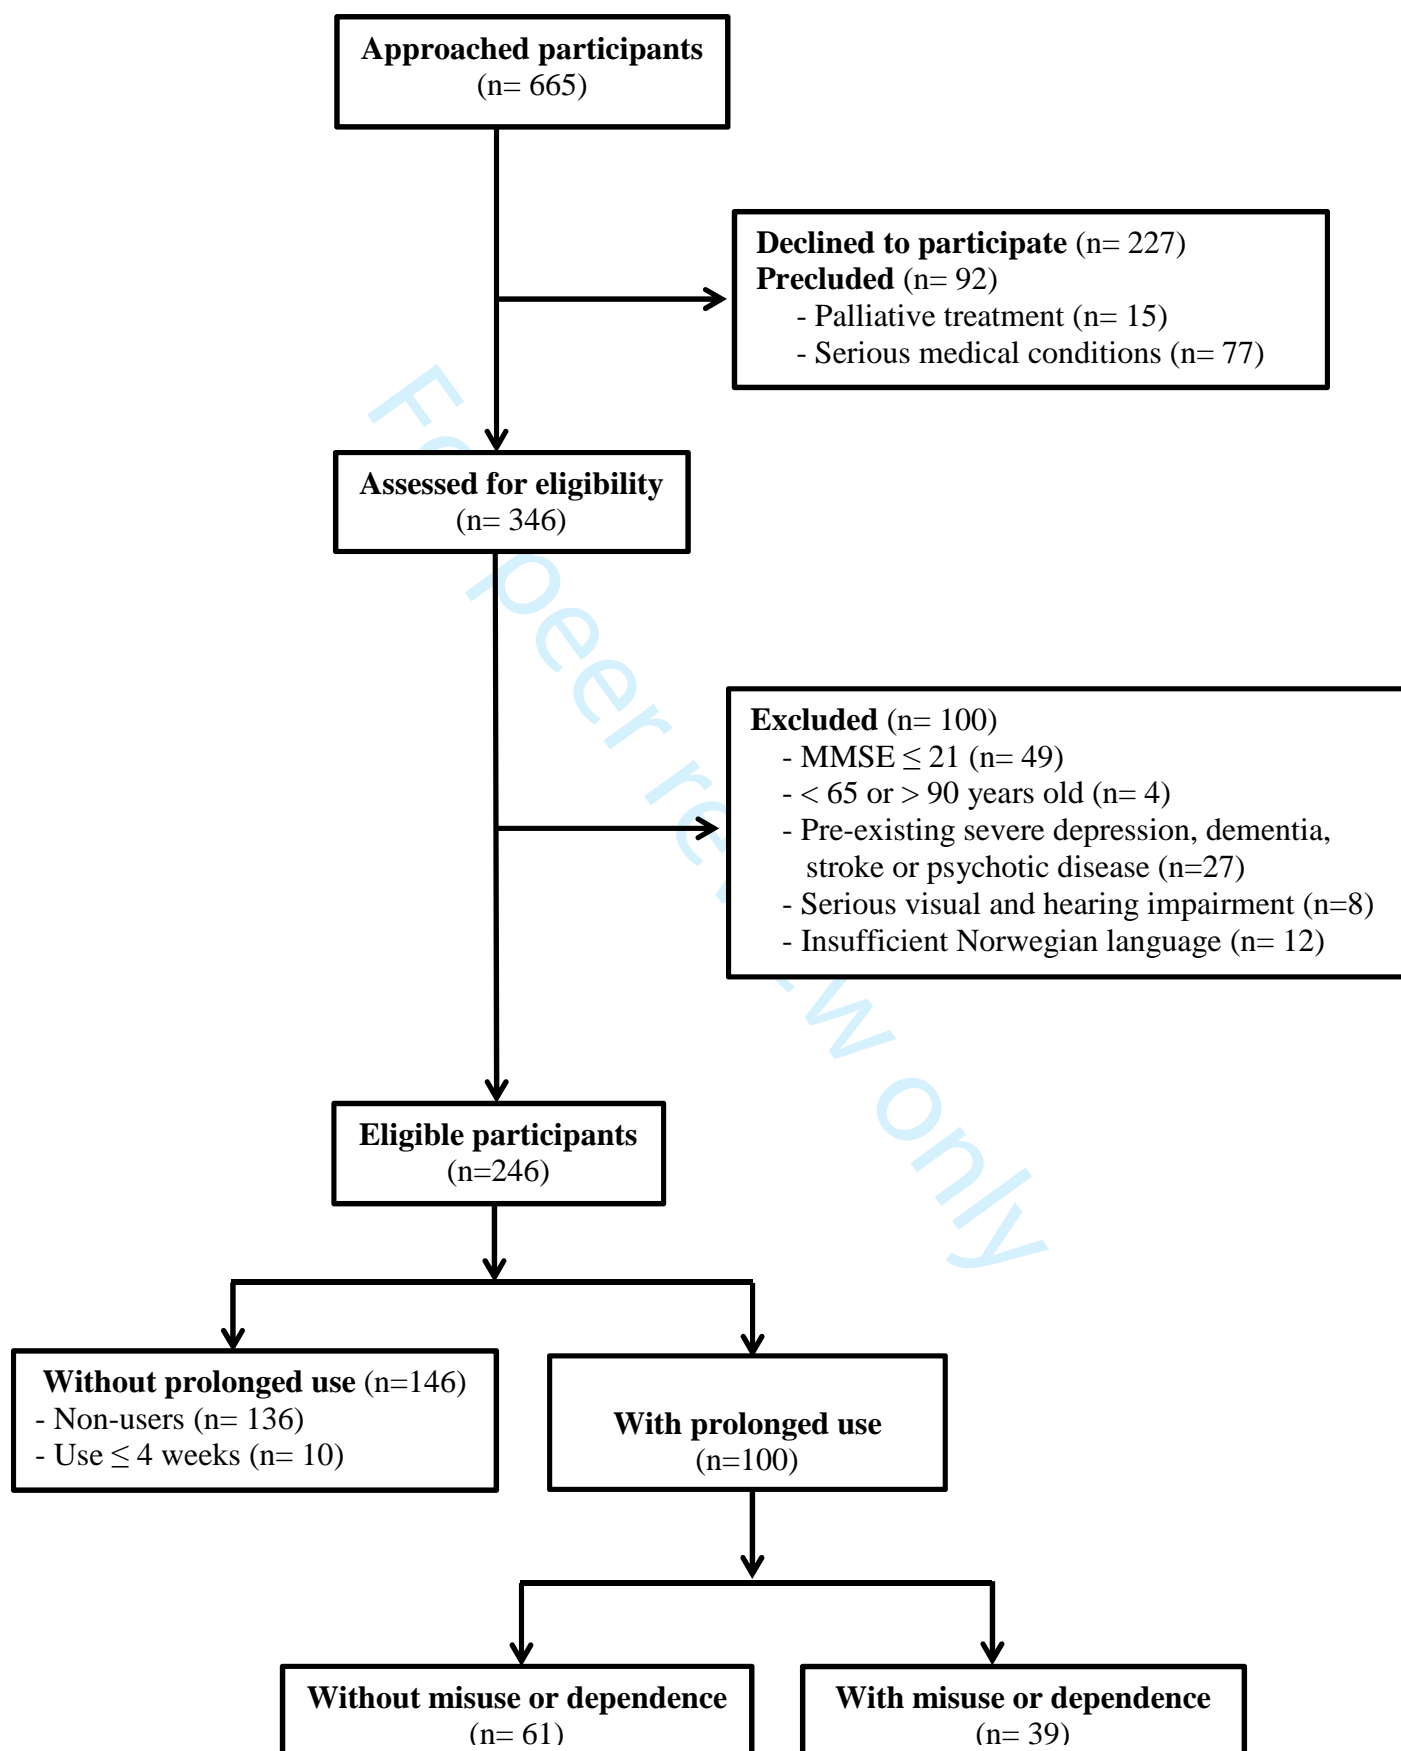 Approached participants
(n= 665)
Declined to participate (n= 227)
Precluded (n= 92)
- Palliative treatment (n= 15)
- Serious medical conditions (n= 77)
Assessed for eligibility
(n= 346)
Excluded (n= 100)
- MMSE ≤ 21 (n= 49)
- < 65 or > 90 years old (n= 4)
- Pre-existing severe depression, dementia,
stroke or psychotic disease (n=27)
- Serious visual and hearing impairment (n=8)
- Insufficient Norwegian language (n= 12)
Eligible participants
(n=246)
Without prolonged use (n=146)
- Non-users (n= 136)
- Use ≤ 4 weeks (n= 10)
With prolonged use
(n=100)
Without misuse or dependence
(n= 61)
With misuse or dependence
(n= 39)
For peer review only